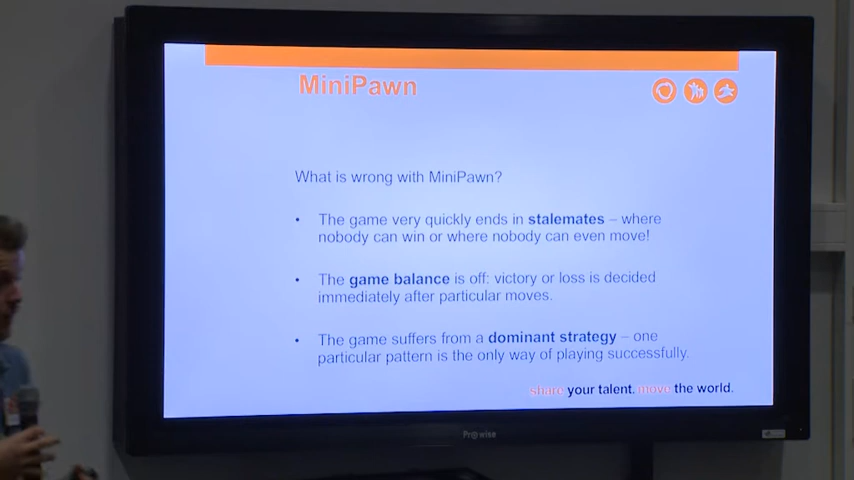 MiniPawn
What is wrong with MiniPawn?
• The game very quickly ends in stalemates – where
nobody can win or where nobody can even move!
• The game balance is off: victory or loss is decided
immediately after particular moves.
• The game suffers from a dominant strategy – one
particular pattern is the only way of playing successfully.
share your talent. move the world.
Prowise